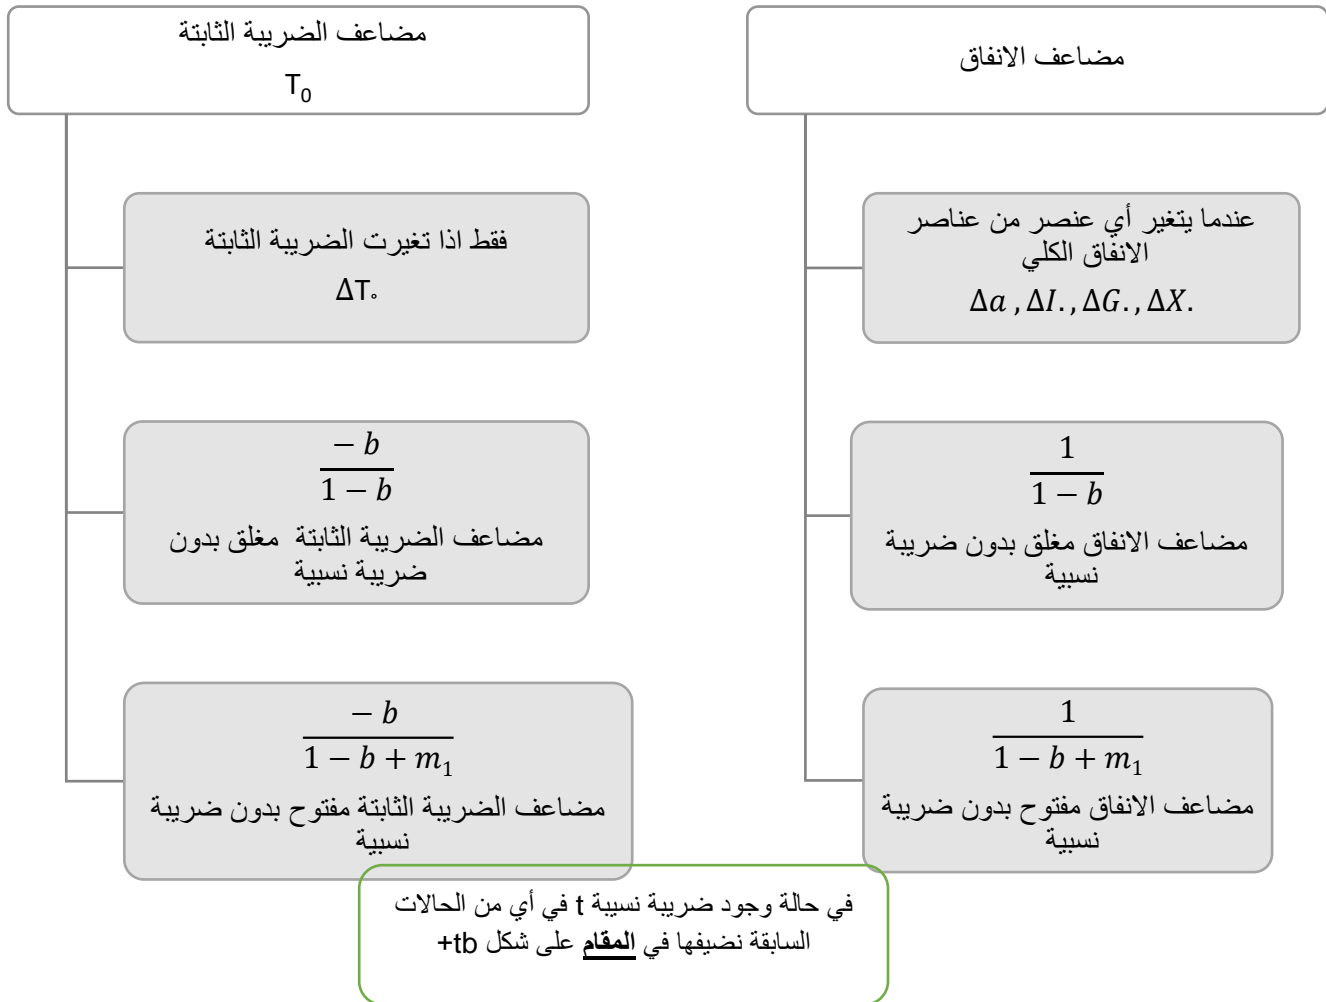 مضاعف الانفاق
عندما يتغير أي عنصر من عناصر
الانفاق الكلي
Δa , ΔI. , ΔG. , ΔX.
1
1 − b
مضاعف الانفاق مغلق بدون ضريبة
نسبية
1
1 − b + m₁
مضاعف الانفاق مفتوح بدون ضريبة
نسبية
مضاعف الضريبة الثابتة
T₀
فقط اذا تغيرت الضريبة الثابتة
ΔT∘
− b
1 − b
مضاعف الضريبة الثابتة مغلق بدون
ضريبة نسبية
− b
1 − b + m₁
مضاعف الضريبة الثابتة مفتوح بدون ضريبة
نسبية
في حالة وجود ضريبة نسيبة t في أي من الحالات
السابقة نضيفها في المقام على شكل tb+